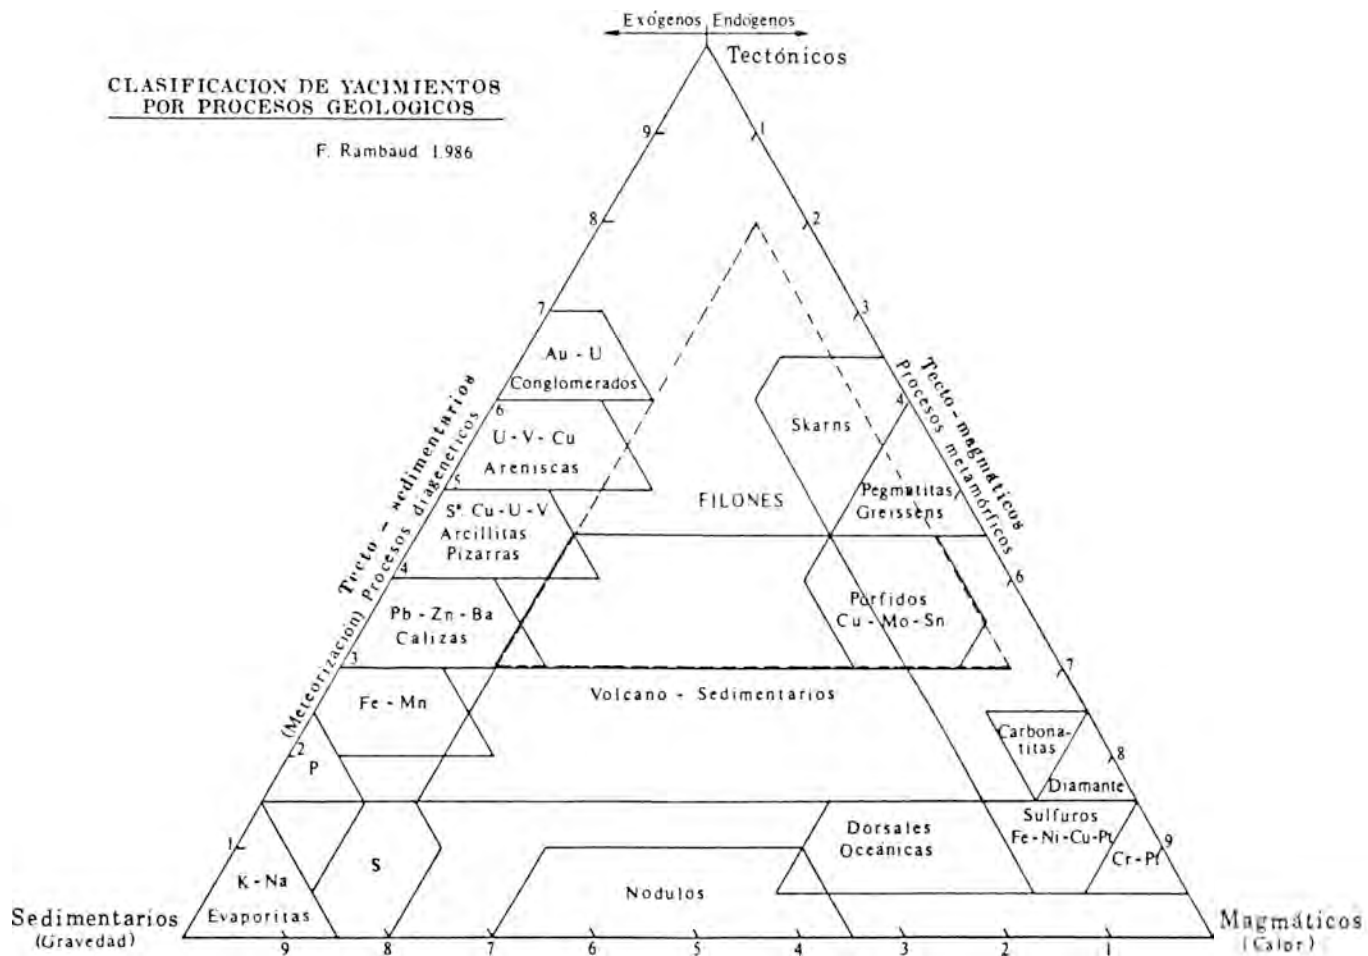 Exógenos Endógenos
Tectónicos
CLASIFICACION DE YACIMIENTOS
POR PROCESOS GEOLOGICOS
F. Rambaud 1.986
9
1
8
2
7
3
Au - U
Conglomerados
6
4
Skarns
U - V - Cu
Areniscas
5
FILONES
Pegmatitas
Greissens
Sª. Cu - U - V
Arcillitas
Pizarras
4
6
Pórfidos
Cu - Mo - Sn
Pb - Zn - Ba
Calizas
3
7
Tecto - sedimentarios
(Meteorización) Procesos diagenéticos
Tecto - magmáticos
Procesos metamórficos
Volcano - Sedimentarios
Fe - Mn
2
P
Carbona-
titas
8
Diamante
Dorsales
Oceánicas
Sulfuros
Fe - Ni - Cu - Pt
1
9
Cr - Pt
K - Na
Evaporitas
S
Nodulos
Sedimentarios
(Gravedad)
Magmáticos
(Calor)
9 8 7 6 5 4 3 2 1